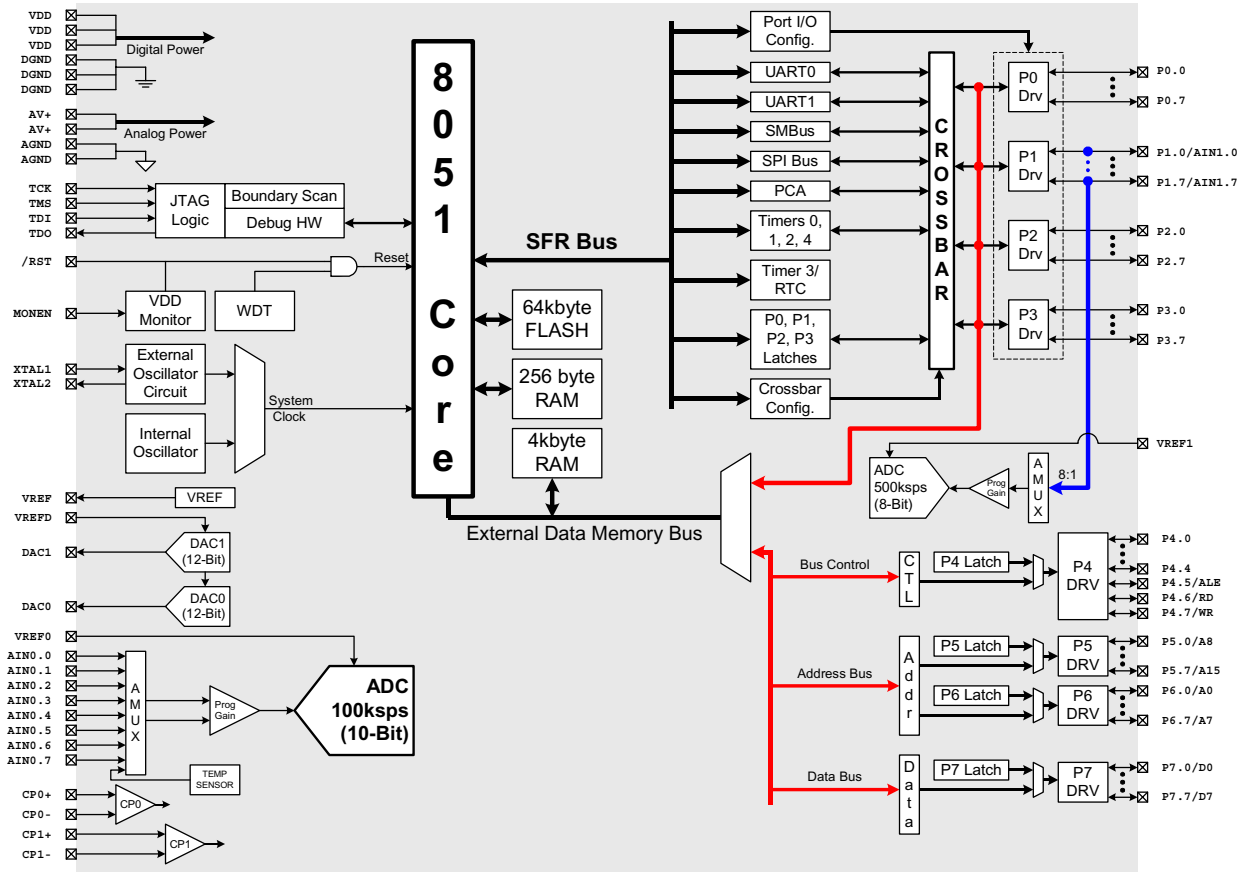 VDD
VDD
VDD
Digital Power
DGND
DGND
DGND
AV+
AV+
Analog Power
AGND
AGND
TCK
TMS
TDI
TDO
JTAG
Logic
Boundary Scan
Debug HW
/RST
Reset
MONEN
VDD
Monitor
WDT
XTAL1
XTAL2
External
Oscillator
Circuit
Internal
Oscillator
System
Clock
VREF
VREF
VREFD
DAC1
DAC1
(12-Bit)
DAC0
DAC0
(12-Bit)
VREF0
AIN0.0
AIN0.1
AIN0.2
AIN0.3
AIN0.4
AIN0.5
AIN0.6
AIN0.7
A
M
U
X
Prog
Gain
ADC
100ksps
(10-Bit)
TEMP
SENSOR
CP0+
CP0-
CP0
CP1+
CP1-
CP1
8
0
5
1
C
o
r
e
SFR Bus
64kbyte
FLASH
256 byte
RAM
4kbyte
RAM
External Data Memory Bus
Port I/O
Config.
UART0
UART1
SMBus
SPI Bus
PCA
Timers 0,
1, 2, 4
Timer 3/
RTC
P0, P1,
P2, P3
Latches
Crossbar
Config.
C
R
O
S
S
B
A
R
P0
Drv
P1
Drv
P2
Drv
P3
Drv
P0.0
P0.7
P1.0/AIN1.0
P1.7/AIN1.7
P2.0
P2.7
P3.0
P3.7
VREF1
ADC
500ksps
(8-Bit)
Prog
Gain
A
M
U
X
8:1
Bus Control
C
T
L
P4 Latch
P4
DRV
P4.0
P4.4
P4.5/ALE
P4.6/RD
P4.7/WR
Address Bus
A
d
d
r
P5 Latch
P5
DRV
P5.0/A8
P5.7/A15
P6 Latch
P6
DRV
P6.0/A0
P6.7/A7
Data Bus
D
a
t
a
P7 Latch
P7
DRV
P7.0/D0
P7.7/D7